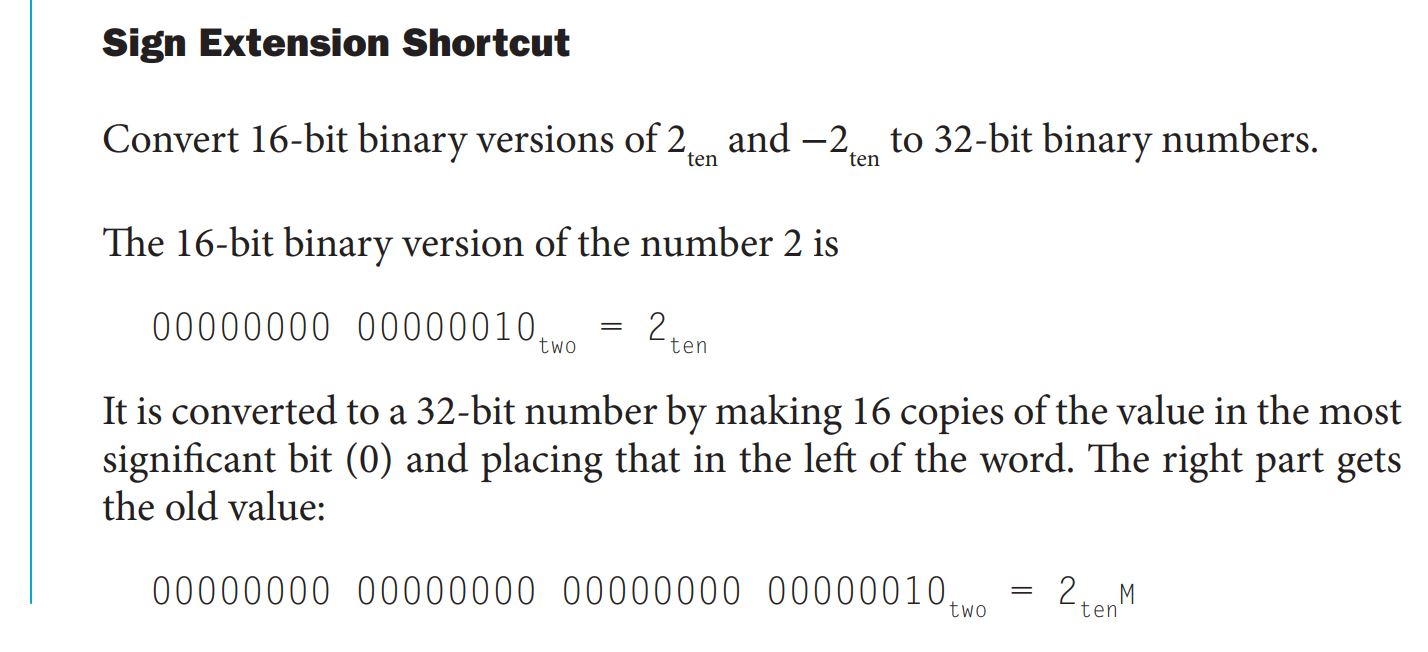 Sign Extension Shortcut
Convert 16-bit binary versions of 2ten and −2ten to 32-bit binary numbers.
The 16-bit binary version of the number 2 is
00000000 00000010two = 2ten
It is converted to a 32-bit number by making 16 copies of the value in the most
significant bit (0) and placing that in the left of the word. The right part gets
the old value:
00000000 00000000 00000000 00000010two = 2tenM